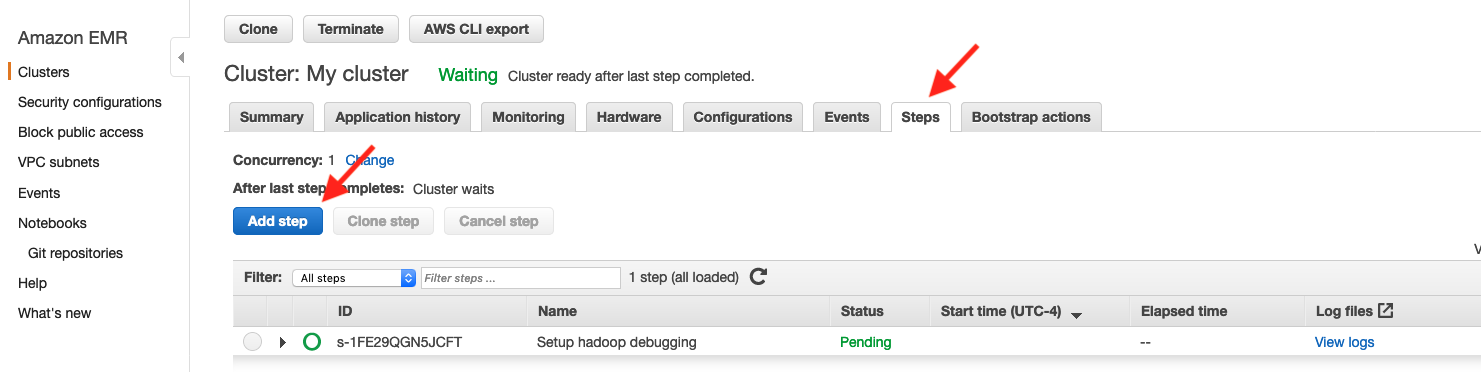 Amazon EMR
Clusters
Security configurations
Block public access
VPC subnets
Events
Notebooks
Git repositories
Help
What's new
Clone Terminate AWS CLI export
Cluster: My cluster Waiting Cluster ready after last step completed.
Summary Application history Monitoring Hardware Configurations Events Steps Bootstrap actions
Concurrency: 1 Change
After last step completes: Cluster waits
Add step Clone step Cancel step
Filter: All steps Filter steps ... 1 step (all loaded)
ID Name Status Start time (UTC-4) Elapsed time Log files
s-1FE29QGN5JCFT Setup hadoop debugging Pending -- View logs